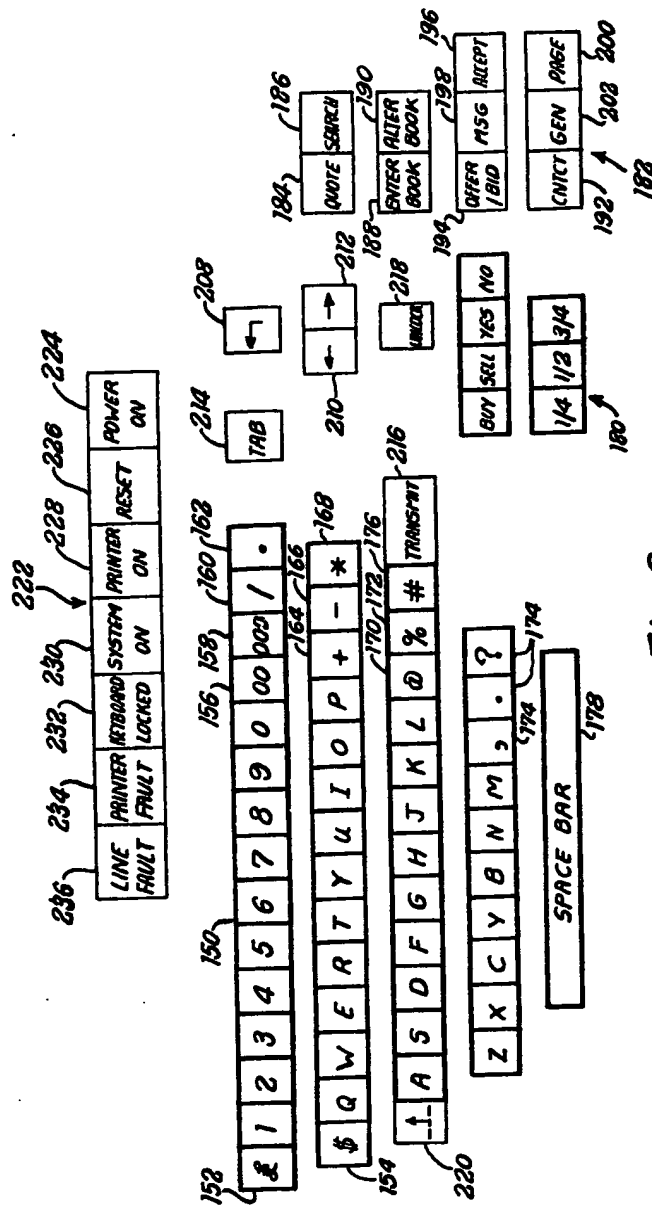 222
236 234 232 230 228 226 224
LINE FAULT PRINTER FAULT KEYBOARD LOCKED SYSTEM ON PRINTER ON RESET POWER ON
152 150 156 158 160 162 214 208 184 186
£ 1 2 3 4 5 6 7 8 9 0 00 000 / . TAB ↵ QUOTE SEARCH
154 164 166 168 210 212 188 190
$ Q W E R T Y U I O P + - * ← → ENTER BOOK ALTER BOOK
220 170 172 176 216 218 194 198 196
A S D F G H J K L @ % # TRANSMIT UNLOCK OFFER / BID MSG ACCEPT
Z X C Y B N M , . ? BUY SELL YES NO CNTCT GEN PAGE
174 174 192 202 200
SPACE BAR 1/4 1/2 3/4 182
178 180